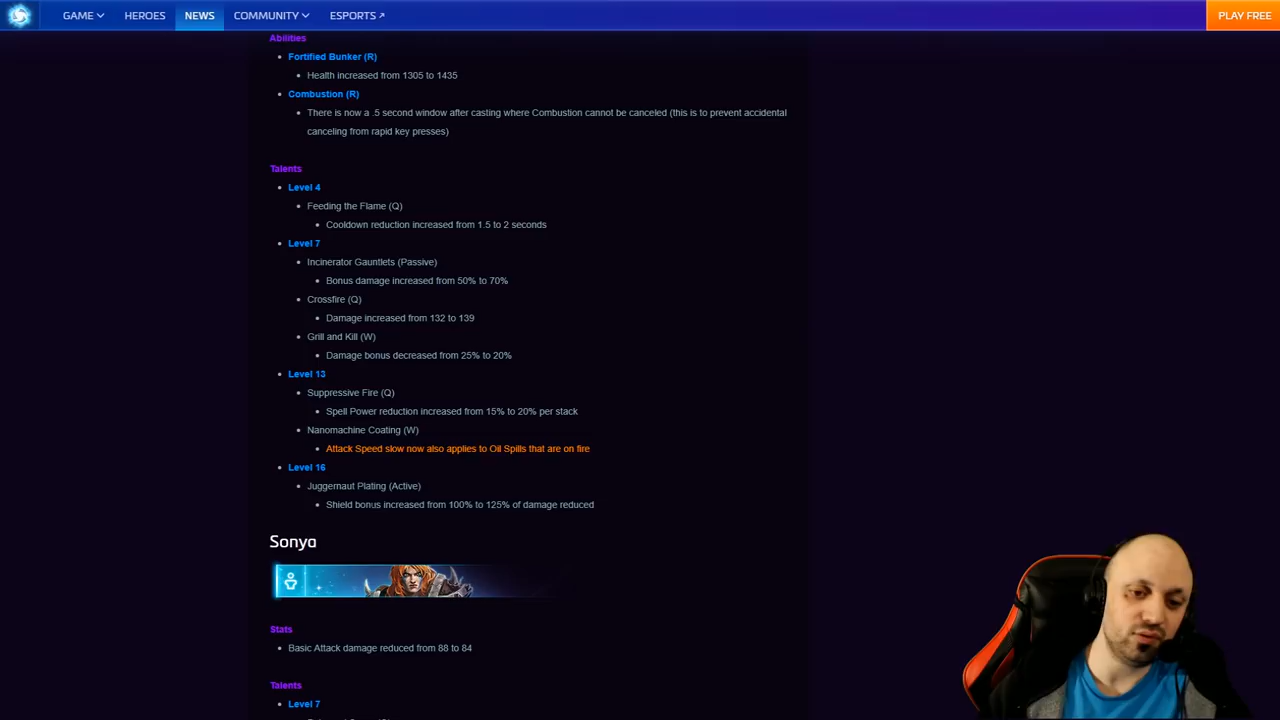 GAME HEROES NEWS COMMUNITY ESPORTS PLAY FREE
Abilities
Fortified Bunker (R)
Health increased from 1305 to 1435
Combustion (R)
There is now a .5 second window after casting where Combustion cannot be canceled (this is to prevent accidental
canceling from rapid key presses)
Talents
Level 4
Feeding the Flame (Q)
Cooldown reduction increased from 1.5 to 2 seconds
Level 7
Incinerator Gauntlets (Passive)
Bonus damage increased from 50% to 70%
Crossfire (Q)
Damage increased from 132 to 139
Grill and Kill (W)
Damage bonus decreased from 25% to 20%
Level 13
Suppressive Fire (Q)
Spell Power reduction increased from 15% to 20% per stack
Nanomachine Coating (W)
Attack Speed slow now also applies to Oil Spills that are on fire
Level 16
Juggernaut Plating (Active)
Shield bonus increased from 100% to 125% of damage reduced
Sonya
Stats
Basic Attack damage reduced from 88 to 84
Talents
Level 7